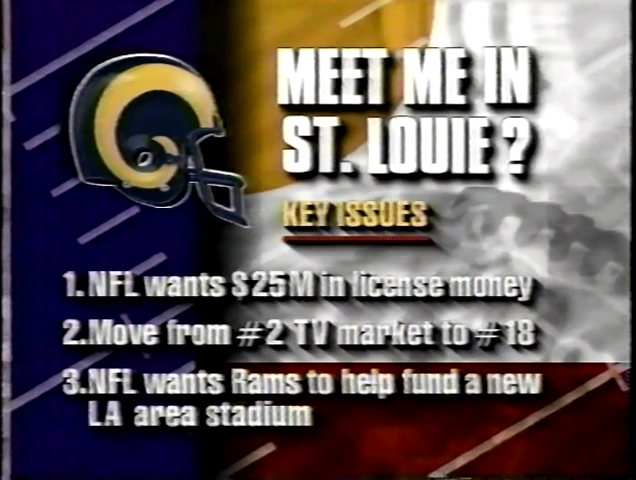 MEET ME IN
ST. LOUIE ?
KEY ISSUES
1. NFL wants $25M in license money
2.Move from #2 TV market to #18
3.NFL wants Rams to help fund a new
LA area stadium